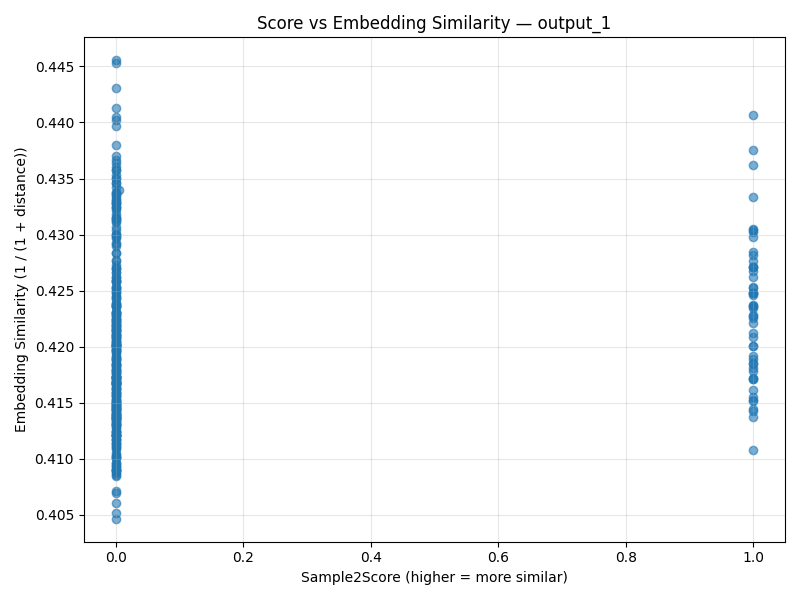 Score vs Embedding Similarity — output_1
Embedding Similarity (1 / (1 + distance))
0.445
0.440
0.435
0.430
0.425
0.420
0.415
0.410
0.405
0.0 0.2 0.4 0.6 0.8 1.0
Sample2Score (higher = more similar)